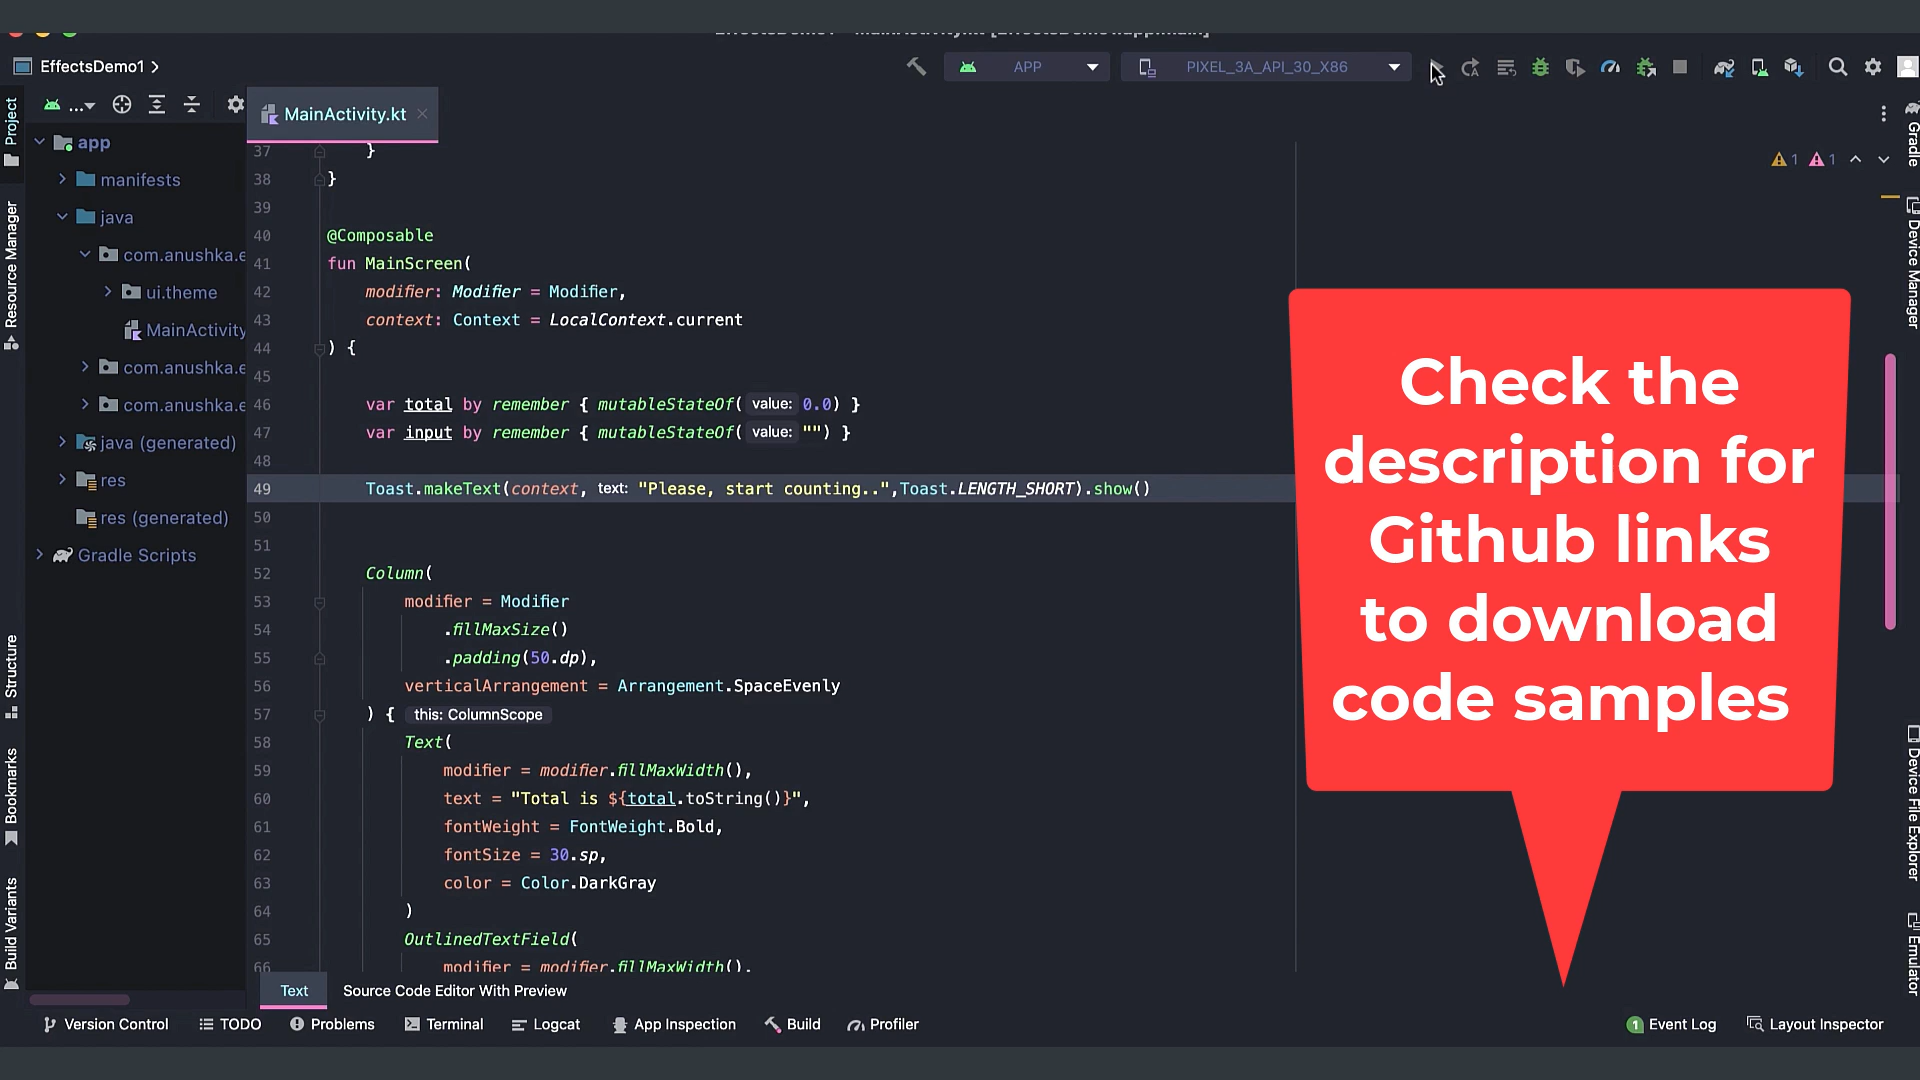 EffectsDemo1
APP
PIXEL_3A_API_30_X86
Project
...
MainActivity.kt
Gradle
app
manifests
java
com.anushka.e
ui.theme
MainActivity
com.anushka.e
com.anushka.e
java (generated)
res
res (generated)
Gradle Scripts
Resource Manager
Structure
Bookmarks
Build Variants
1
1
37 }
38 }
39
40 @Composable
41 fun MainScreen(
42 modifier: Modifier = Modifier,
43 context: Context = LocalContext.current
44 ) {
45
46 var total by remember { mutableStateOf( value: 0.0) }
47 var input by remember { mutableStateOf( value: "") }
48
49 Toast.makeText(context, text: "Please, start counting..",Toast.LENGTH_SHORT).show()
50
51
52 Column(
53 modifier = Modifier
54 .fillMaxSize()
55 .padding(50.dp),
56 verticalArrangement = Arrangement.SpaceEvenly
57 ) { this: ColumnScope
58 Text(
59 modifier = modifier.fillMaxWidth(),
60 text = "Total is ${total.toString()}",
61 fontWeight = FontWeight.Bold,
62 fontSize = 30.sp,
63 color = Color.DarkGray
64 )
65 OutlinedTextField(
66 modifier = modifier.fillMaxWidth(),
Check the
description for
Github links
to download
code samples
Device Manager
Device File Explorer
Emulator
Text
Source Code Editor With Preview
Version Control
TODO
Problems
Terminal
Logcat
App Inspection
Build
Profiler
1 Event Log
Layout Inspector